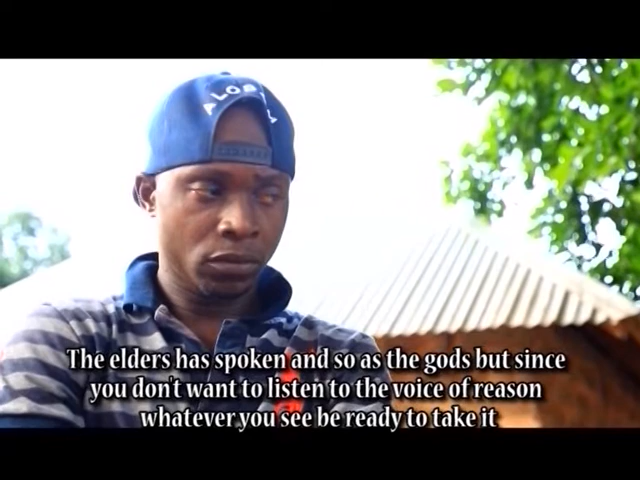 The elders has spoken and so as the gods but since
you don't want to listen to the voice of reason
whatever you see be ready to take it